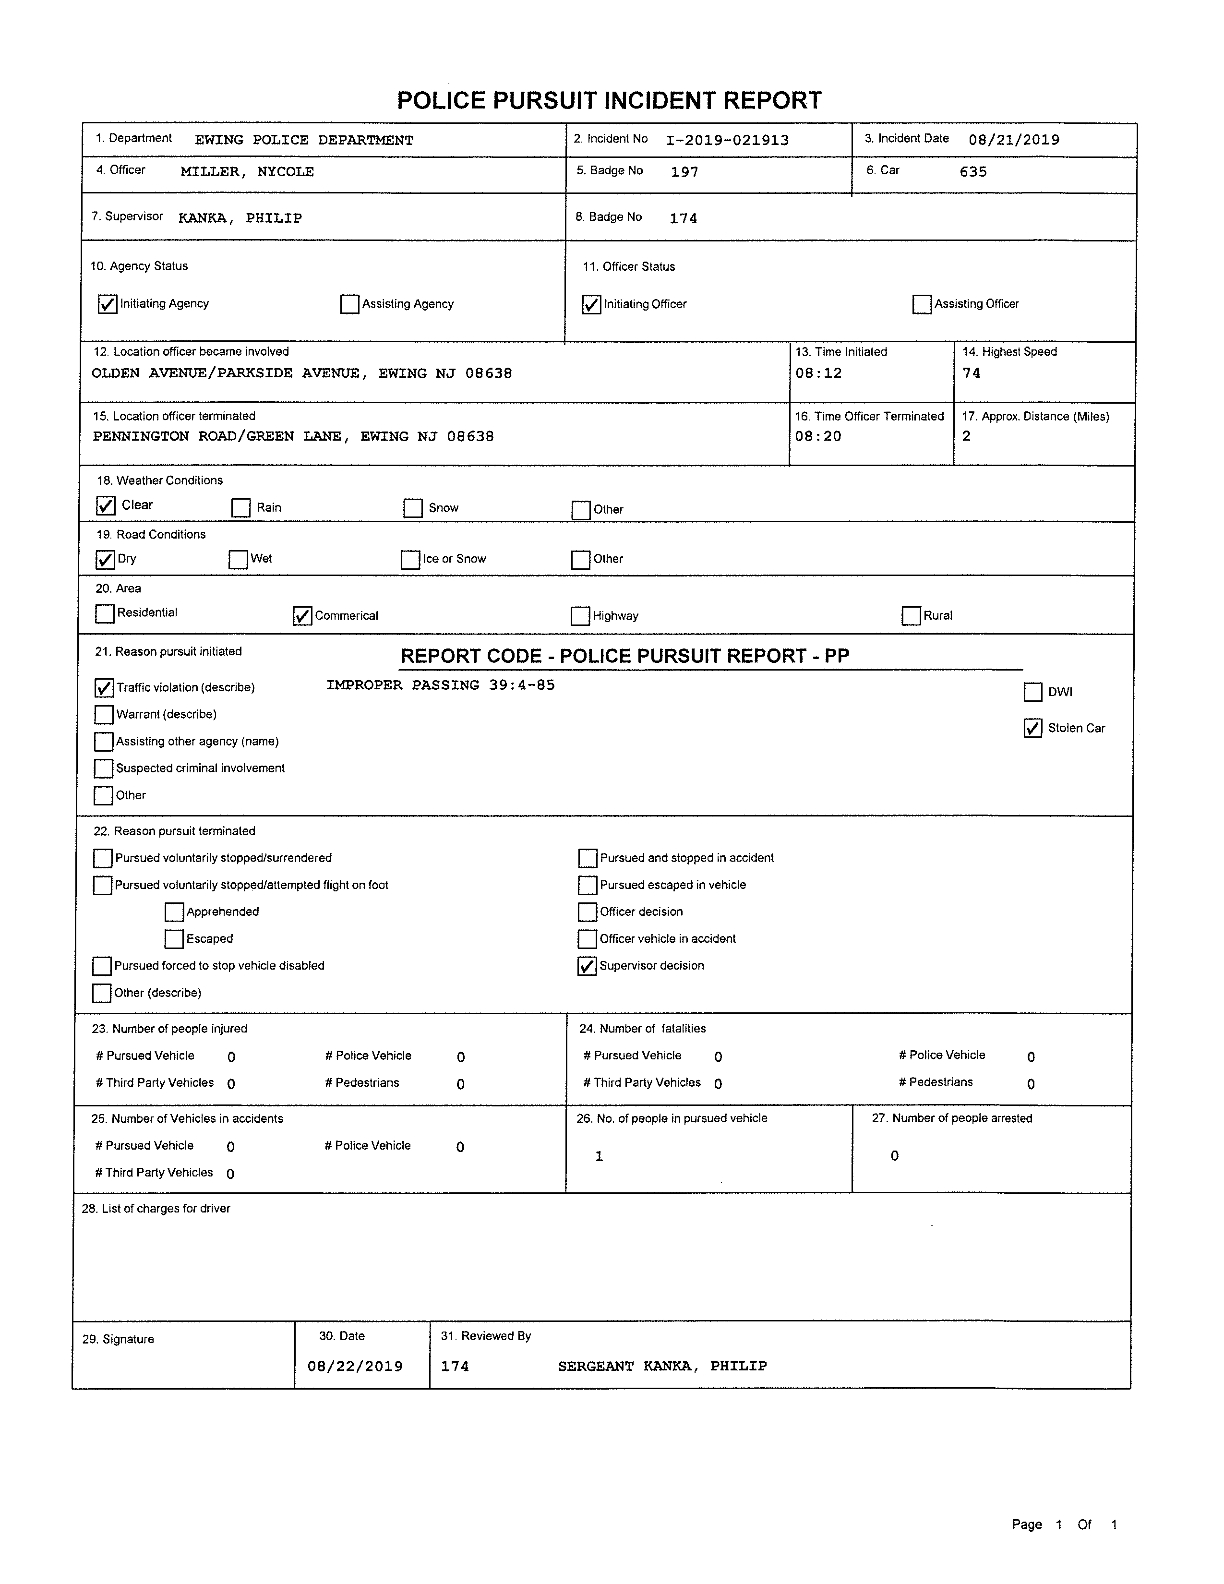 POLICE PURSUIT INCIDENT REPORT
1. Department EWING POLICE DEPARTMENT 2. Incident No I-2019-021913 3. Incident Date 08/21/2019
4. Officer MILLER, NYCOLE 5. Badge No 197 6. Car 635
7. Supervisor KANKA, PHILIP 8. Badge No 174
10. Agency Status 11. Officer Status
Initiating Agency Assisting Agency Initiating Officer Assisting Officer
12. Location officer became involved 13. Time Initiated 14. Highest Speed
OLDEN AVENUE/PARKSIDE AVENUE, EWING NJ 08638 08:12 74
15. Location officer terminated 16. Time Officer Terminated 17. Approx. Distance (Miles)
PENNINGTON ROAD/GREEN LANE, EWING NJ 08638 08:20 2
18. Weather Conditions
Clear Rain Snow Other
19. Road Conditions
Dry Wet Ice or Snow Other
20. Area
Residential Commerical Highway Rural
21. Reason pursuit initiated REPORT CODE - POLICE PURSUIT REPORT - PP
Traffic violation (describe) IMPROPER PASSING 39:4-85 DWI
Warrant (describe)
Stolen Car
Assisting other agency (name)
Suspected criminal involvement
Other
22. Reason pursuit terminated
Pursued voluntarily stopped/surrendered Pursued and stopped in accident
Pursued voluntarily stopped/attempted flight on foot Pursued escaped in vehicle
Apprehended Officer decision
Escaped Officer vehicle in accident
Pursued forced to stop vehicle disabled Supervisor decision
Other (describe)
23. Number of people injured 24. Number of fatalities
# Pursued Vehicle 0 # Police Vehicle 0 # Pursued Vehicle 0 # Police Vehicle 0
# Third Party Vehicles 0 # Pedestrians 0 # Third Party Vehicles 0 # Pedestrians 0
25. Number of Vehicles in accidents 26. No. of people in pursued vehicle 27. Number of people arrested
# Pursued Vehicle 0 # Police Vehicle 0
1 0
# Third Party Vehicles 0
28. List of charges for driver
29. Signature 30. Date 31. Reviewed By
08/22/2019 174 SERGEANT KANKA, PHILIP
Page 1 Of 1